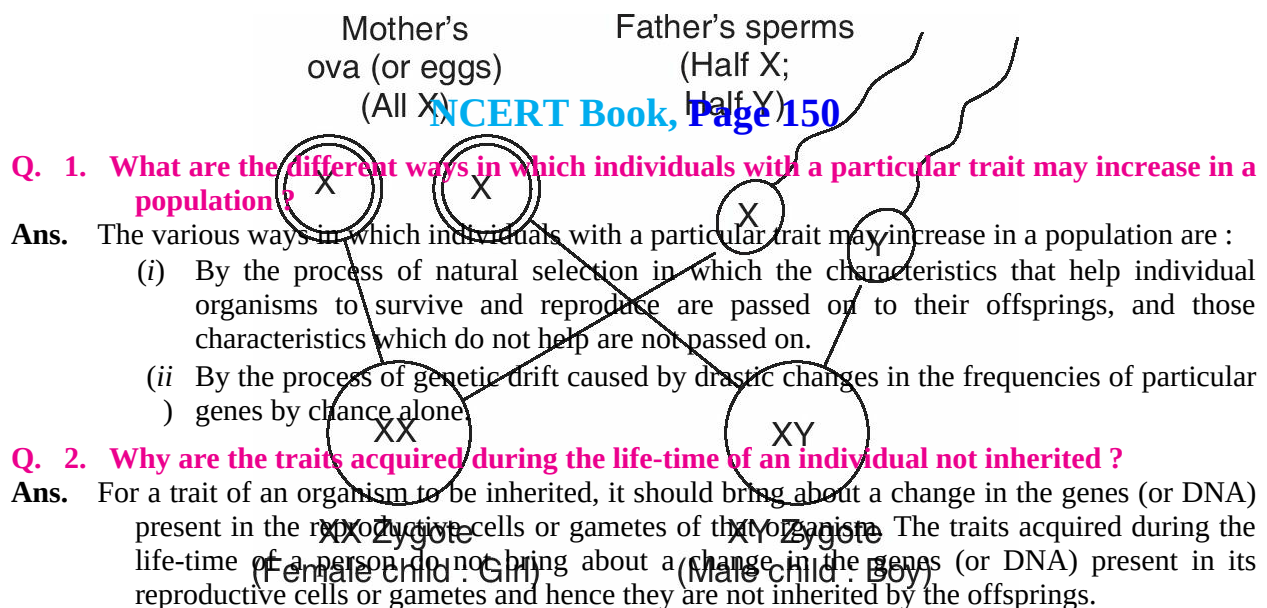 Mother's
ova (or eggs)
(All X)
Father's sperms
(Half X;
Half Y)
NCERT Book, Page 150
Q. 1. What are the different ways in which individuals with a particular trait may increase in a
population ?
X
X
X
Y
Ans. The various ways in which individuals with a particular trait may increase in a population are :
(i) By the process of natural selection in which the characteristics that help individual
organisms to survive and reproduce are passed on to their offsprings, and those
characteristics which do not help are not passed on.
(ii By the process of genetic drift caused by drastic changes in the frequencies of particular
) genes by chance alone.
XX
XY
Q. 2. Why are the traits acquired during the life-time of an individual not inherited ?
Ans. For a trait of an organism to be inherited, it should bring about a change in the genes (or DNA)
present in the reproductive cells or gametes of that organism. The traits acquired during the
life-time of a person do not bring about a change in the genes (or DNA) present in its
reproductive cells or gametes and hence they are not inherited by the offsprings.
XX Zygote
(Female child : Girl)
XY Zygote
(Male child : Boy)